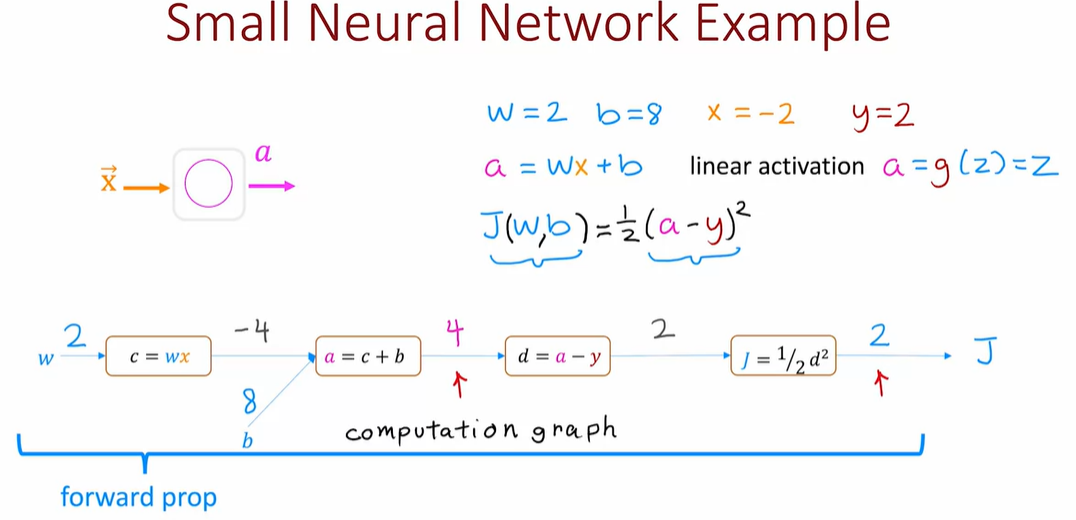 Small Neural Network Example
w = 2 b = 8 x = -2 y = 2
a
x⃗
a = wx + b linear activation a = g(z) = z
J(w,b) = 1/2 (a - y)²
2 -4 4 2 2
w c = wx a = c + b d = a - y J = 1/2 d² J
8
b
computation graph
forward prop